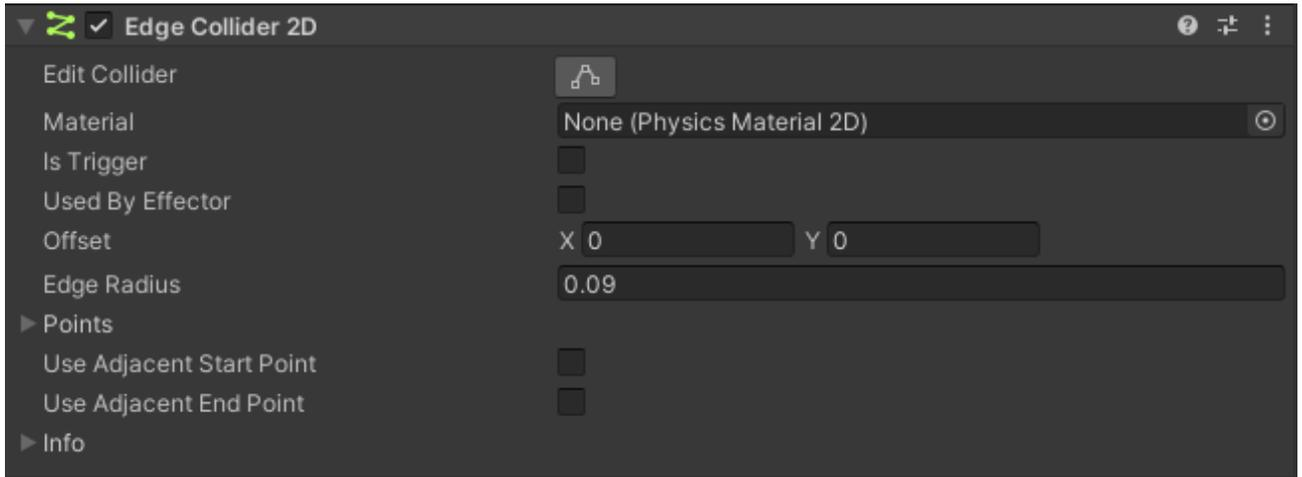 Edge Collider 2D
Edit Collider
Material None (Physics Material 2D)
Is Trigger
Used By Effector
Offset X 0 Y 0
Edge Radius 0.09
Points
Use Adjacent Start Point
Use Adjacent End Point
Info